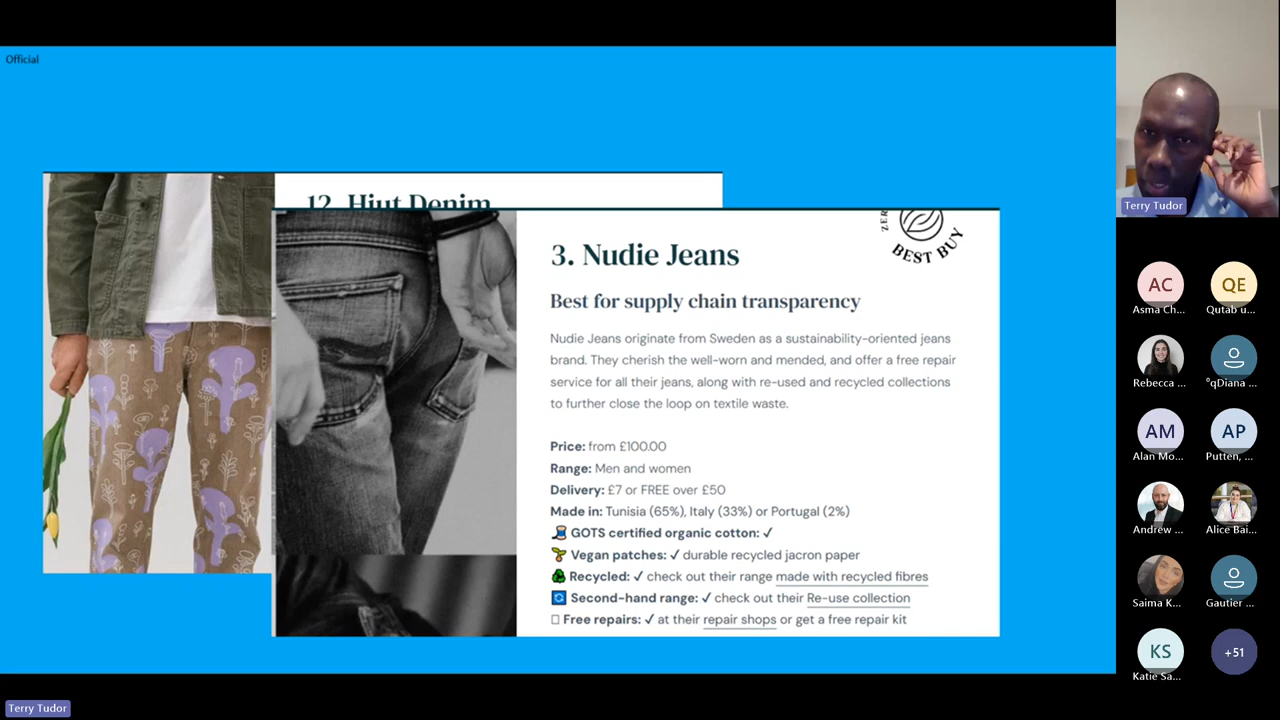 Official
12. Hiut Denim
ZER
BEST BUY
3. Nudie Jeans
Best for supply chain transparency
Nudie Jeans originate from Sweden as a sustainability-oriented jeans
brand. They cherish the well-worn and mended, and offer a free repair
service for all their jeans, along with re-used and recycled collections
to further close the loop on textile waste.
Price: from £100.00
Range: Men and women
Delivery: £7 or FREE over £50
Made in: Tunisia (65%), Italy (33%) or Portugal (2%)
GOTS certified organic cotton: ✓
Vegan patches: ✓ durable recycled jacron paper
Recycled: ✓ check out their range made with recycled fibres
Second-hand range: ✓ check out their Re-use collection
Free repairs: ✓ at their repair shops or get a free repair kit
Terry Tudor
AC
QE
Asma Ch...
Qutab u...
Rebecca ...
°qDiana ...
AM
AP
Alan Mo...
Putten, ...
Andrew ...
Alice Bai...
Saima K...
Gautier ...
KS
+51
Katie Sa...
Terry Tudor